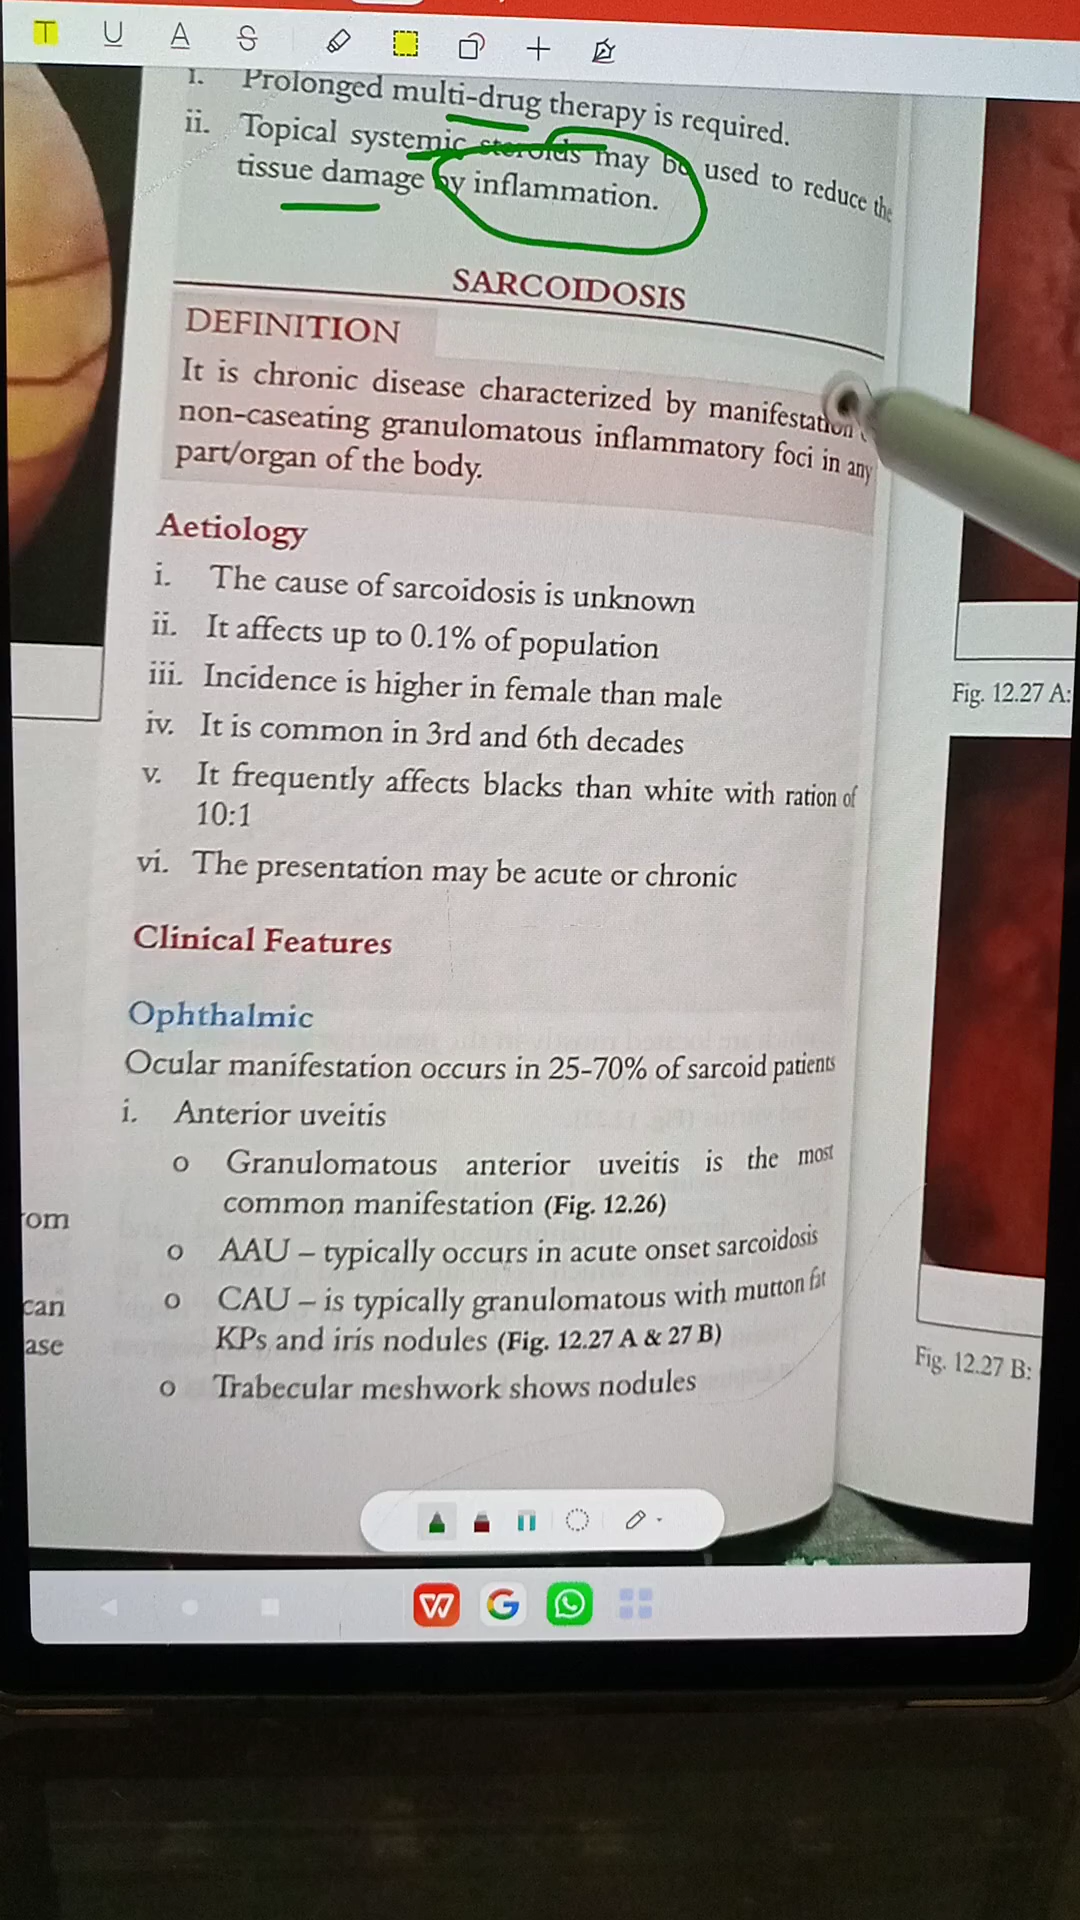 T U A S
i. Prolonged multi-drug therapy is required.
ii. Topical systemic steroids may be used to reduce the
tissue damage by inflammation.
SARCOIDOSIS
DEFINITION
It is chronic disease characterized by manifestation
non-caseating granulomatous inflammatory foci in any
part/organ of the body.
Aetiology
i. The cause of sarcoidosis is unknown
ii. It affects up to 0.1% of population
iii. Incidence is higher in female than male
iv. It is common in 3rd and 6th decades
v. It frequently affects blacks than white with ration of
10:1
vi. The presentation may be acute or chronic
Clinical Features
Ophthalmic
Ocular manifestation occurs in 25-70% of sarcoid patients
i. Anterior uveitis
o Granulomatous anterior uveitis is the most
common manifestation (Fig. 12.26)
o AAU – typically occurs in acute onset sarcoidosis
o CAU – is typically granulomatous with mutton fat
KPs and iris nodules (Fig. 12.27 A & 27 B)
o Trabecular meshwork shows nodules
om
can
ase
Fig. 12.27 A:
Fig. 12.27 B: